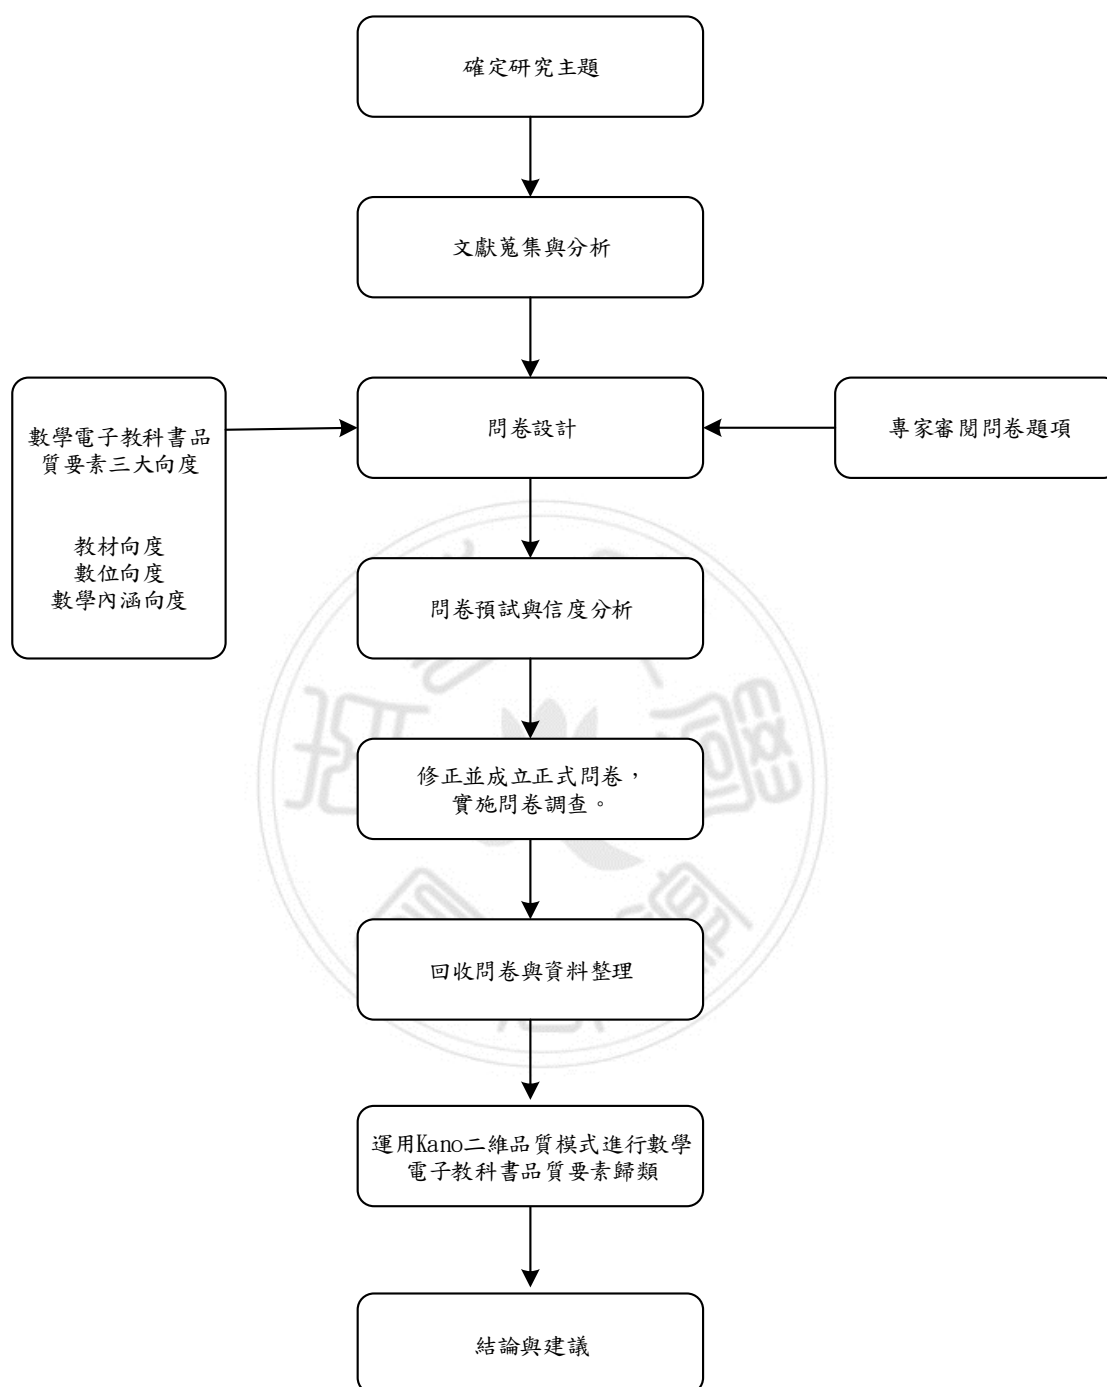 確定研究主題
文獻蒐集與分析
數學電子教科書品
質要素三大向度
教材向度
數位向度
數學內涵向度
問卷設計
專家審閱問卷題項
問卷預試與信度分析
修正並成立正式問卷，
實施問卷調查。
回收問卷與資料整理
運用Kano二維品質模式進行數學
電子教科書品質要素歸類
結論與建議